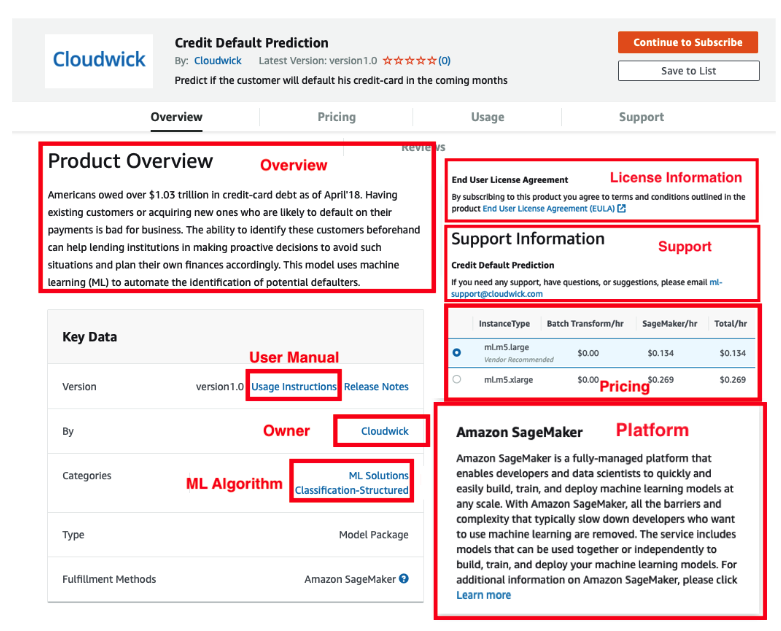 Cloudwick
Credit Default Prediction
By: Cloudwick Latest Version: version1.0 ☆☆☆☆☆(0)
Predict if the customer will default his credit-card in the coming months
Continue to Subscribe
Save to List
Overview Pricing Usage Support
Reviews
Product Overview
Overview
Americans owed over $1.03 trillion in credit-card debt as of April'18. Having
existing customers or acquiring new ones who are likely to default on their
payments is bad for business. The ability to identify these customers beforehand
can help lending institutions in making proactive decisions to avoid such
situations and plan their own finances accordingly. This model uses machine
learning (ML) to automate the identification of potential defaulters.
Key Data
User Manual
Version version1.0 Usage Instructions Release Notes
By Owner Cloudwick
Categories ML Solutions
ML Algorithm Classification-Structured
Type Model Package
Fulfillment Methods Amazon SageMaker ?
End User License Agreement License Information
By subscribing to this product you agree to terms and conditions outlined in the
product End User License Agreement (EULA)
Support Information Support
Credit Default Prediction
If you need any support, have questions, or suggestions, please email ml-
support@cloudwick.com
InstanceType Batch Transform/hr SageMaker/hr Total/hr
ml.m5.large $0.00 $0.134 $0.134
Vendor Recommended
ml.m5.xlarge $0.00 $0.269 $0.269
Pricing
Amazon SageMaker Platform
Amazon SageMaker is a fully-managed platform that
enables developers and data scientists to quickly and
easily build, train, and deploy machine learning models at
any scale. With Amazon SageMaker, all the barriers and
complexity that typically slow down developers who want
to use machine learning are removed. The service includes
models that can be used together or independently to
build, train, and deploy your machine learning models. For
additional information on Amazon SageMaker, please click
Learn more